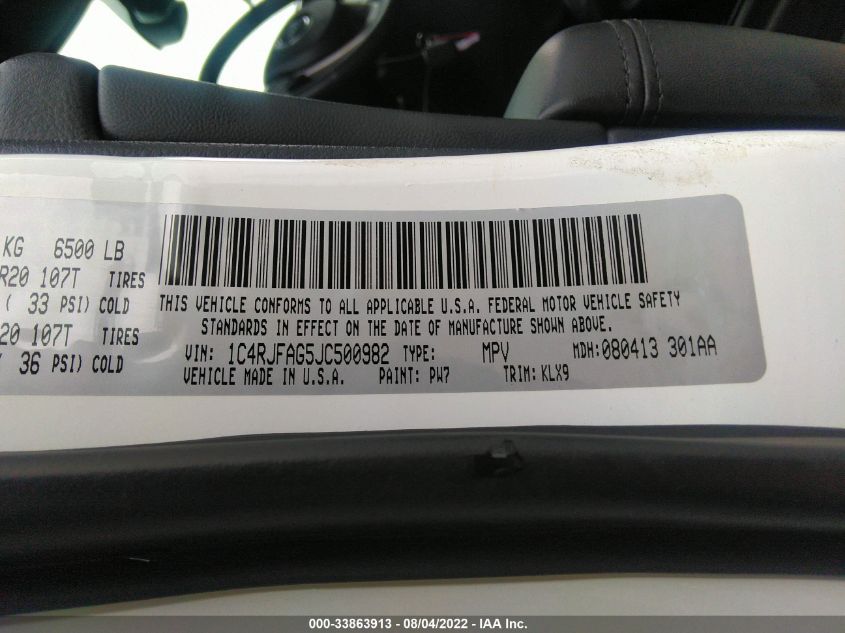 KG 6500 LB
R20 107T TIRES
( 33 PSI) COLD
20 107T TIRES
36 PSI) COLD
THIS VEHICLE CONFORMS TO ALL APPLICABLE U.S.A. FEDERAL MOTOR VEHICLE SAFETY
STANDARDS IN EFFECT ON THE DATE OF MANUFACTURE SHOWN ABOVE.
VIN: 1C4RJFAG5JC500982 TYPE: MPV MDH: 080413 301AA
VEHICLE MADE IN U.S.A. PAINT: PW7 TRIM: KLX9
000-33863913 - 08/04/2022 - IAA Inc.